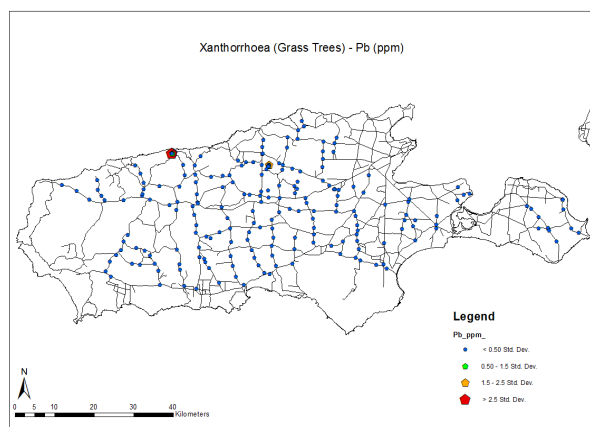 Xanthorrhoea (Grass Trees) - Pb (ppm)
Legend
Pb_ppm_
< 0.50 Std. Dev.
0.50 - 1.5 Std. Dev.
1.5 - 2.5 Std. Dev.
> 2.5 Std. Dev.
N
0 5 10 20 30 40
Kilometers